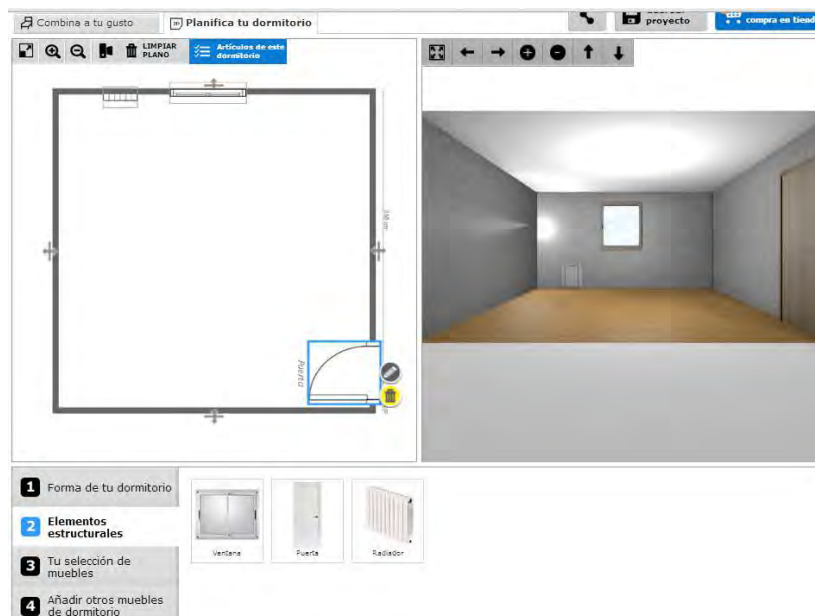 Combina a tu gusto
Planifica tu dormitorio
proyecto
compra en tiend
LIMPIAR
PLANO
Artículos de este
dormitorio
Puerta
1 Forma de tu dormitorio
2 Elementos
estructurales
3 Tu selección de
muebles
4 Añadir otros muebles
de dormitorio
Ventana
Puerta
Radiador